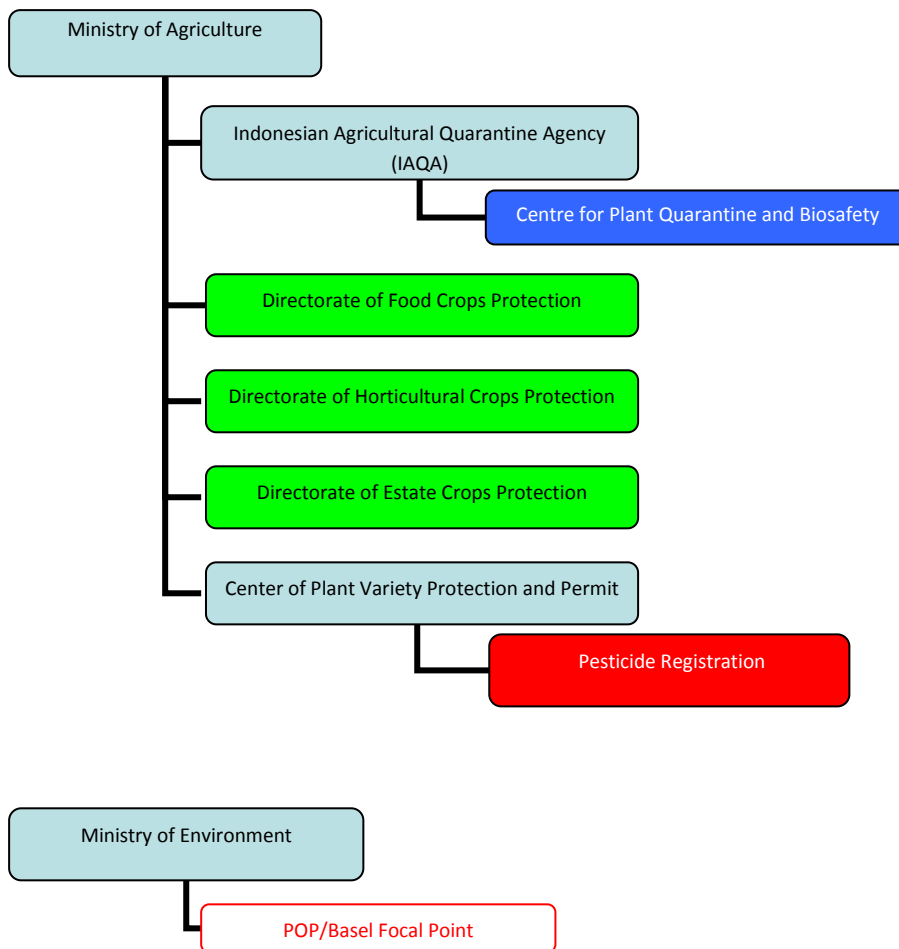 Ministry of Agriculture
Indonesian Agricultural Quarantine Agency
(IAQA)
Centre for Plant Quarantine and Biosafety
Directorate of Food Crops Protection
Directorate of Horticultural Crops Protection
Directorate of Estate Crops Protection
Center of Plant Variety Protection and Permit
Pesticide Registration
Ministry of Environment
POP/Basel Focal Point